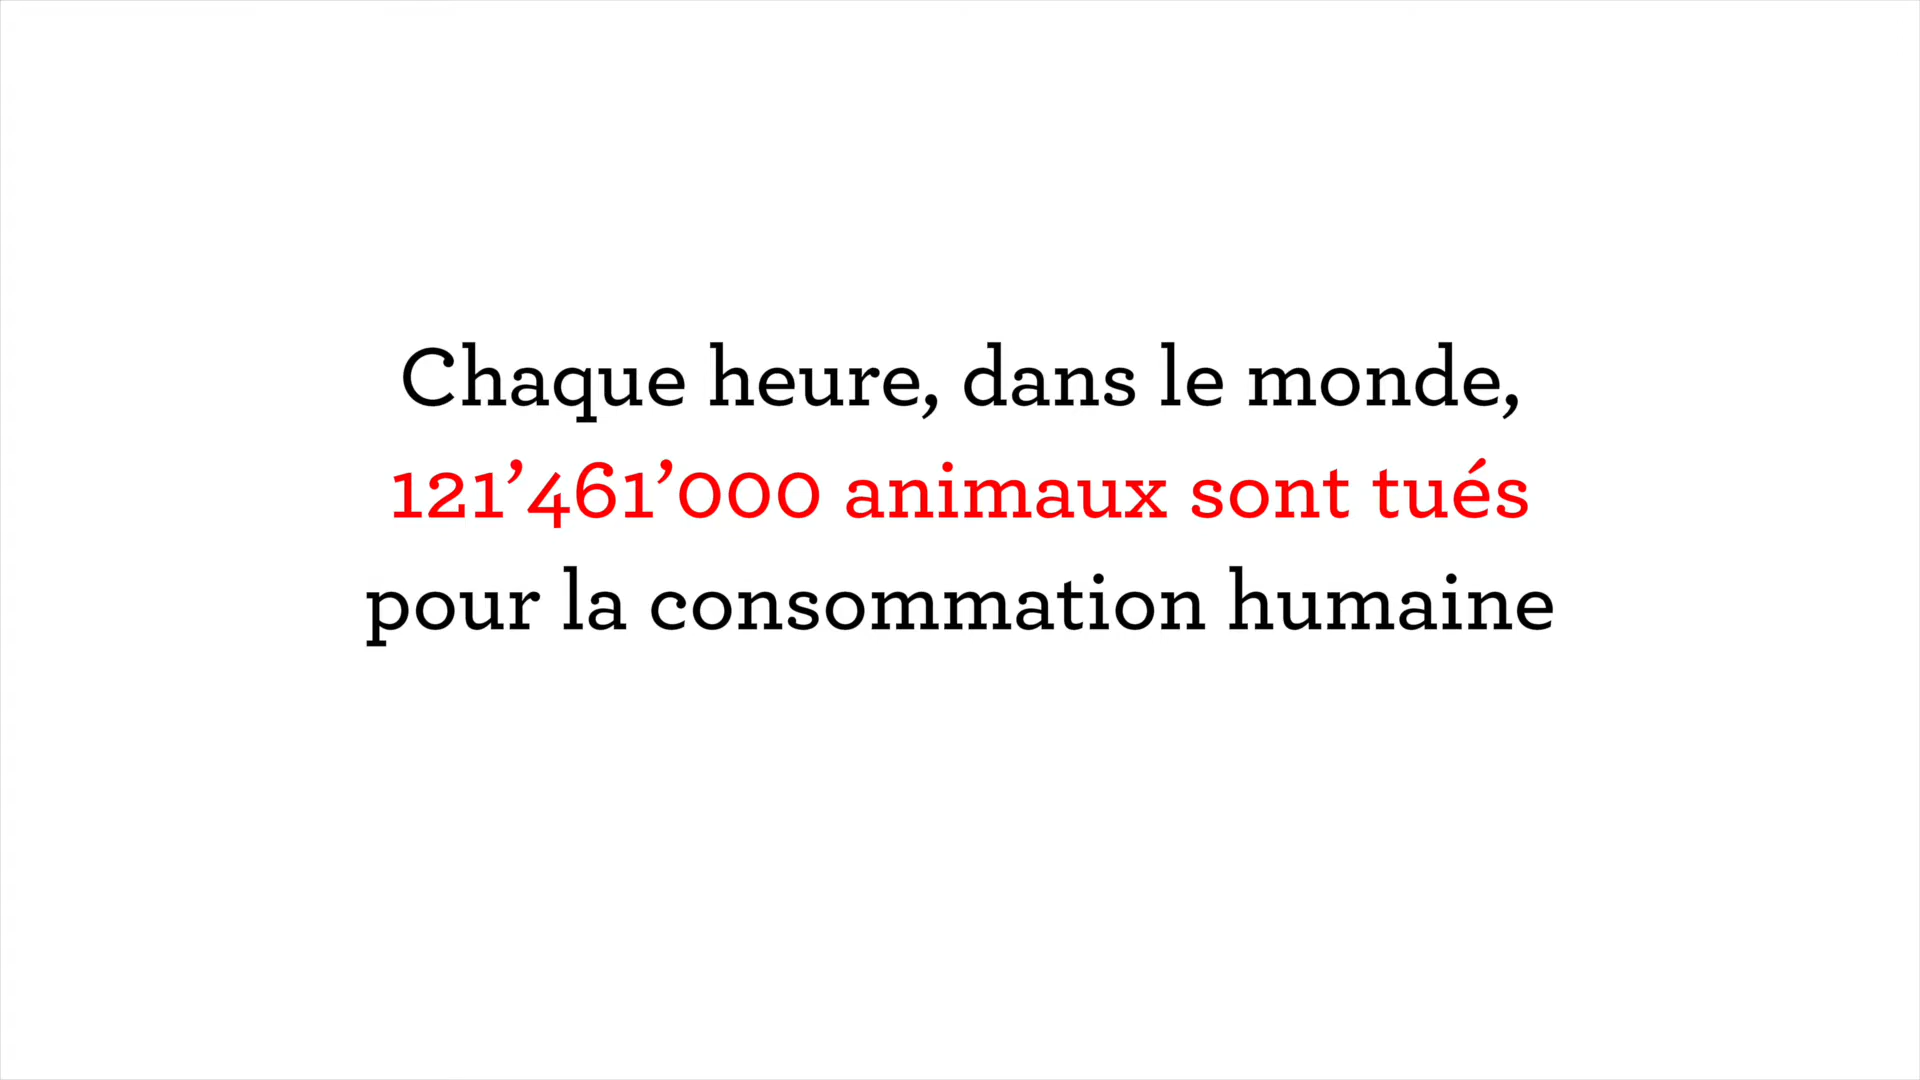 Chaque heure, dans le monde,
121’461’000 animaux sont tués
pour la consommation humaine